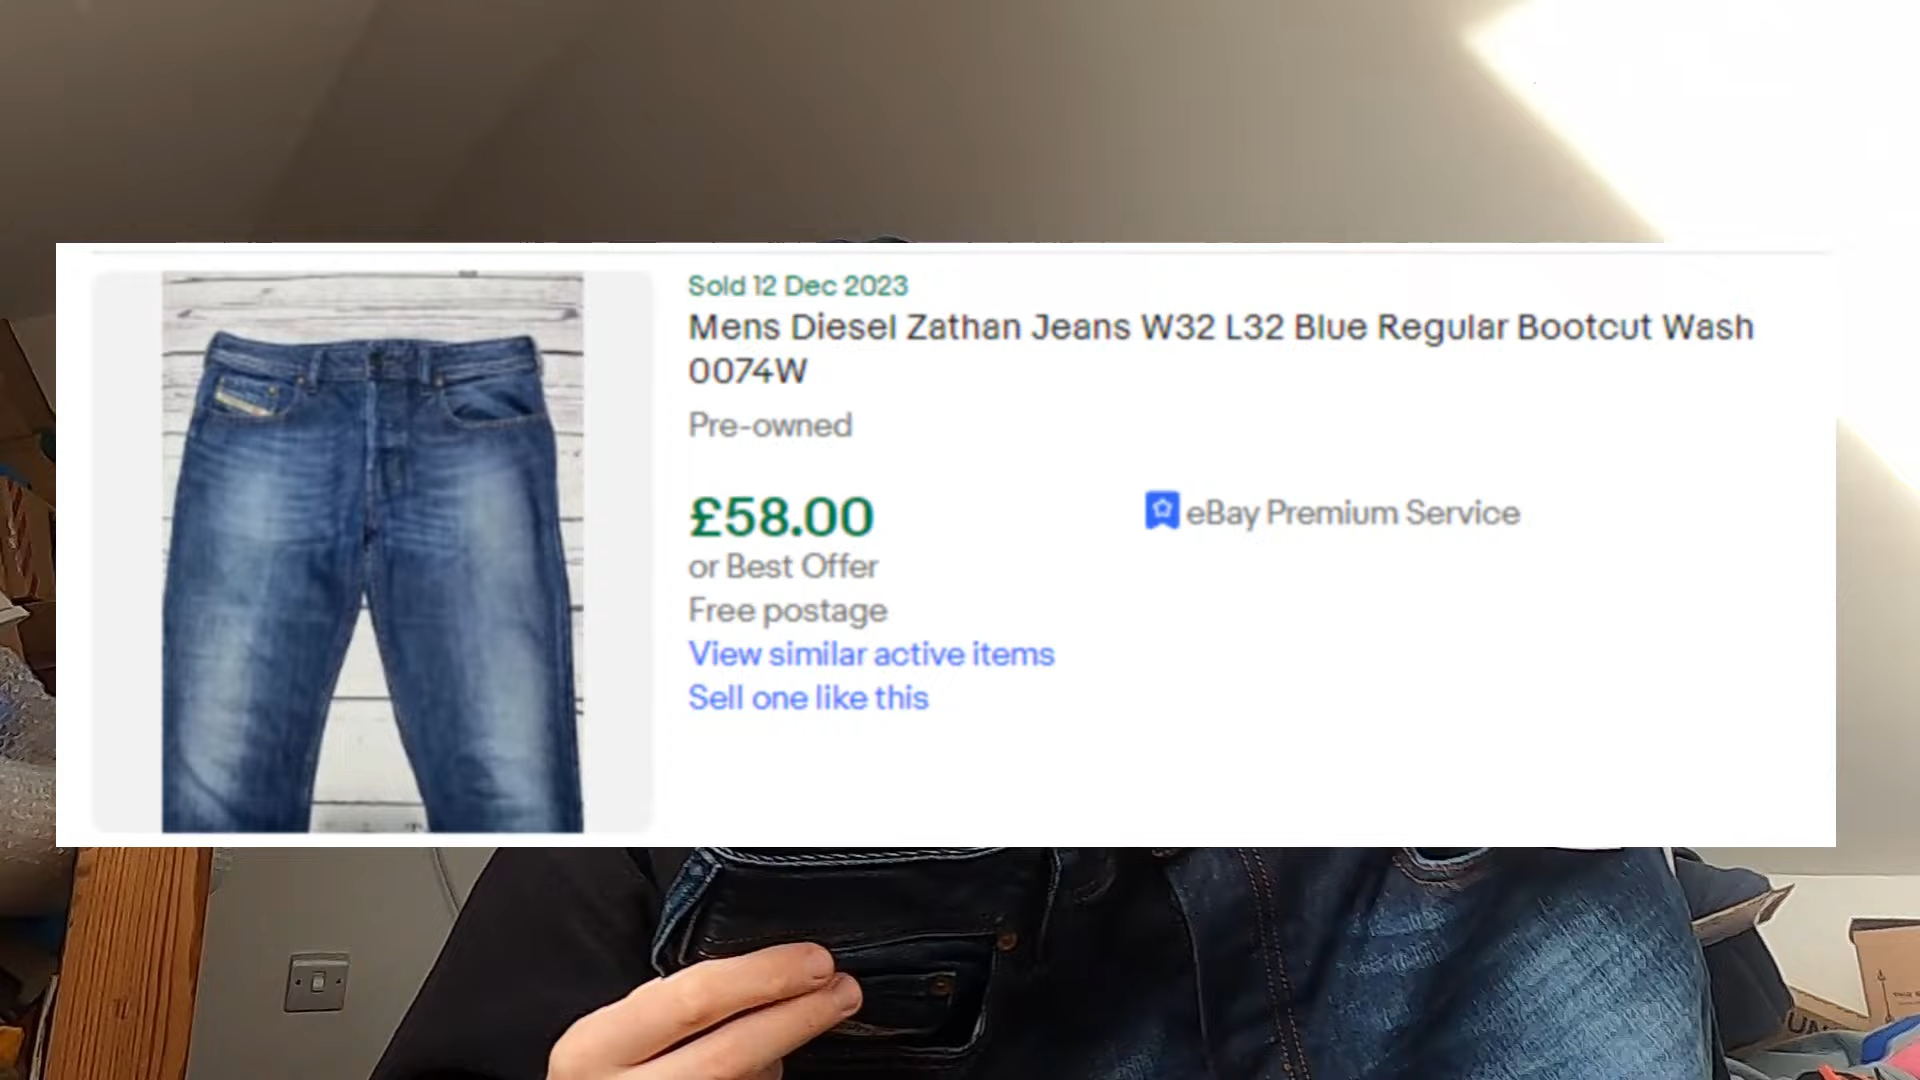 Sold 12 Dec 2023
Mens Diesel Zathan Jeans W32 L32 Blue Regular Bootcut Wash
0074W
Pre-owned
£58.00
eBay Premium Service
or Best Offer
Free postage
View similar active items
Sell one like this
UN